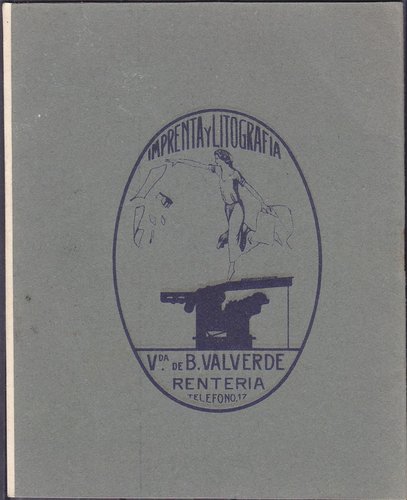 IMPRENTA Y LITOGRAFIA
Vᴰᴬ. DE B. VALVERDE
RENTERIA
TELEFONO, 17